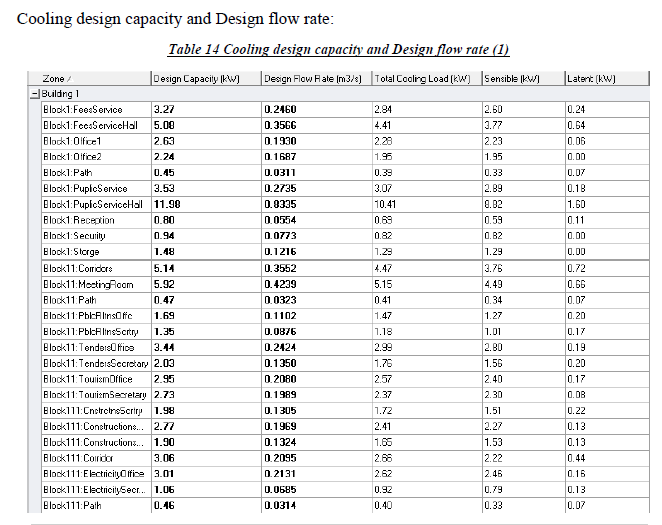 Cooling design capacity and Design flow rate:
Table 14 Cooling design capacity and Design flow rate (1)
Zone Design Capacity (kW) Design Flow Rate (m3/s) Total Cooling Load (kW) Sensible (kW) Latent (kW)
Building 1
Block1:FeesService 3.27 0.2460 2.84 2.60 0.24
Block1:FeesServiceHall 5.08 0.3566 4.41 3.77 0.64
Block1:Office1 2.63 0.1930 2.28 2.23 0.06
Block1:Office2 2.24 0.1687 1.95 1.95 0.00
Block1:Path 0.45 0.0311 0.39 0.33 0.07
Block1:PuplicService 3.53 0.2735 3.07 2.89 0.18
Block1:PuplicServiceHall 11.98 0.8335 10.41 8.82 1.60
Block1:Reception 0.80 0.0554 0.69 0.59 0.11
Block1:Security 0.94 0.0773 0.82 0.82 0.00
Block1:Storge 1.48 0.1216 1.29 1.29 0.00
Block11:Corridors 5.14 0.3552 4.47 3.76 0.72
Block11:MeetingRoom 5.92 0.4239 5.15 4.49 0.66
Block11:Path 0.47 0.0323 0.41 0.34 0.07
Block11:PblcRltnsOffc 1.69 0.1102 1.47 1.27 0.20
Block11:PblcRltnsScrtry 1.35 0.0876 1.18 1.01 0.17
Block11:TendersOffice 3.44 0.2424 2.99 2.80 0.19
Block11:TendersSecretary 2.03 0.1350 1.76 1.56 0.20
Block11:TourismOffice 2.95 0.2080 2.57 2.40 0.17
Block11:TourismSecretary 2.73 0.1989 2.37 2.30 0.08
Block111:CnstrctnsScrtry 1.98 0.1305 1.72 1.51 0.22
Block111:Constructions... 2.77 0.1969 2.41 2.27 0.13
Block111:Constructions... 1.90 0.1324 1.65 1.53 0.13
Block111:Corridor 3.06 0.2095 2.66 2.22 0.44
Block111:ElectricityOffice 3.01 0.2131 2.62 2.46 0.16
Block111:ElectricitySecr... 1.06 0.0685 0.92 0.79 0.13
Block111:Path 0.46 0.0314 0.40 0.33 0.07